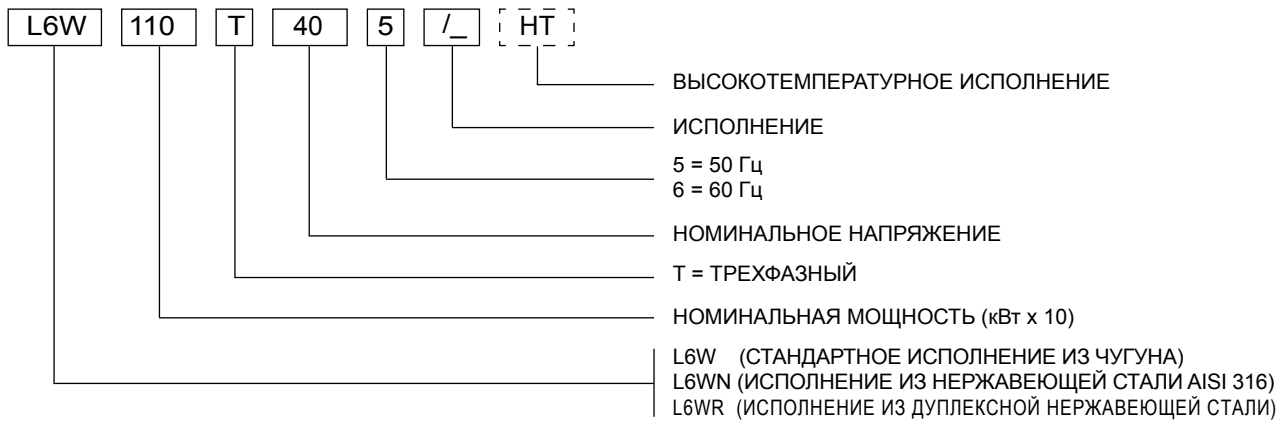 L6W 110 T 40 5 /_ HT
ВЫСОКОТЕМПЕРАТУРНОЕ ИСПОЛНЕНИЕ
ИСПОЛНЕНИЕ
5 = 50 Гц
6 = 60 Гц
НОМИНАЛЬНОЕ НАПРЯЖЕНИЕ
T = ТРЕХФАЗНЫЙ
НОМИНАЛЬНАЯ МОЩНОСТЬ (кВт x 10)
L6W (СТАНДАРТНОЕ ИСПОЛНЕНИЕ ИЗ ЧУГУНА)
L6WN (ИСПОЛНЕНИЕ ИЗ НЕРЖАВЕЮЩЕЙ СТАЛИ AISI 316)
L6WR (ИСПОЛНЕНИЕ ИЗ ДУПЛЕКСНОЙ НЕРЖАВЕЮЩЕЙ СТАЛИ)